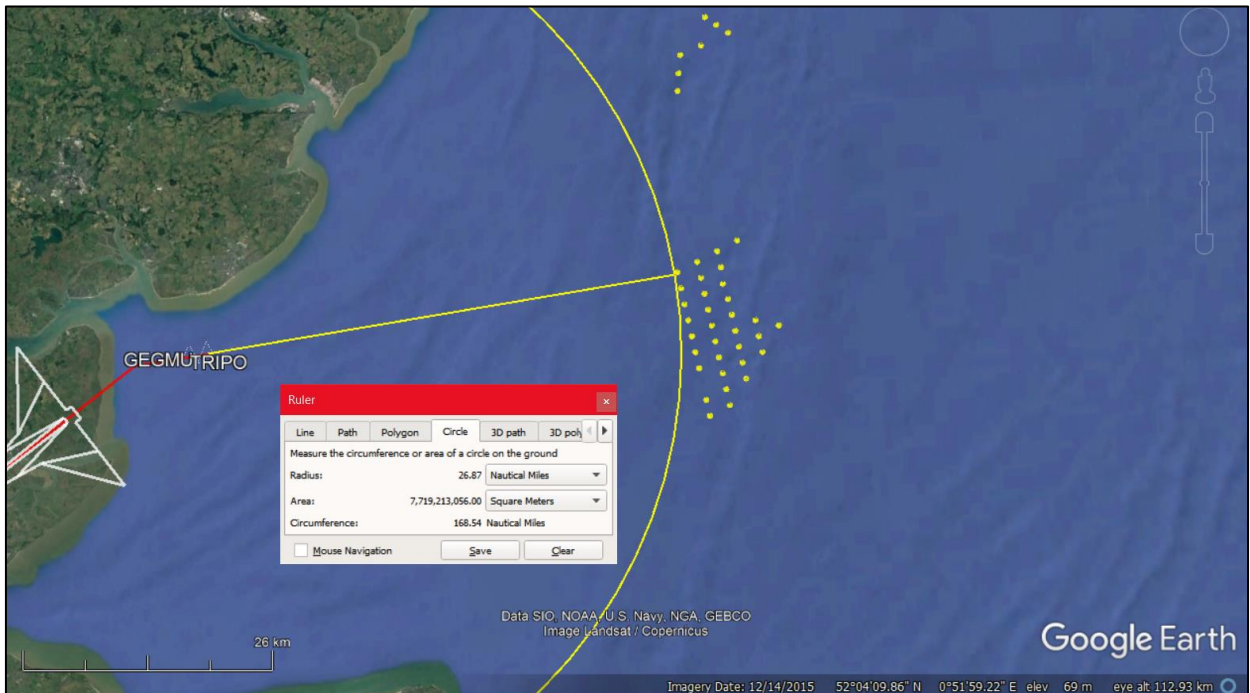 GEGMU TRIPO
Ruler
Line Path Polygon Circle 3D path 3D poly
Measure the circumference or area of a circle on the ground
Radius: 26.87 Nautical Miles
Area: 7,719,213,056.00 Square Meters
Circumference: 168.54 Nautical Miles
Mouse Navigation Save Clear
Data SIO, NOAA, U.S. Navy, NGA, GEBCO
Image Landsat / Copernicus
26 km
Google Earth
Imagery Date: 12/14/2015 52°04'09.86" N 0°51'59.22" E elev 69 m eye alt 112.93 km